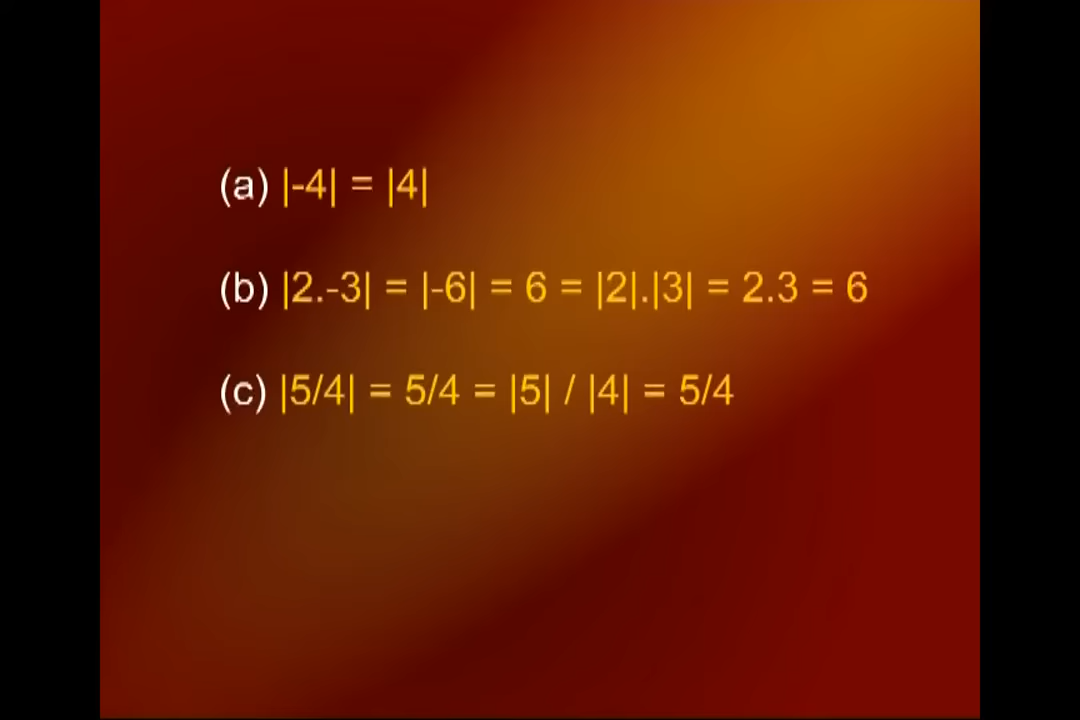 (a) |-4| = |4|
(b) |2.-3| = |-6| = 6 = |2|.|3| = 2.3 = 6
(c) |5/4| = 5/4 = |5| / |4| = 5/4